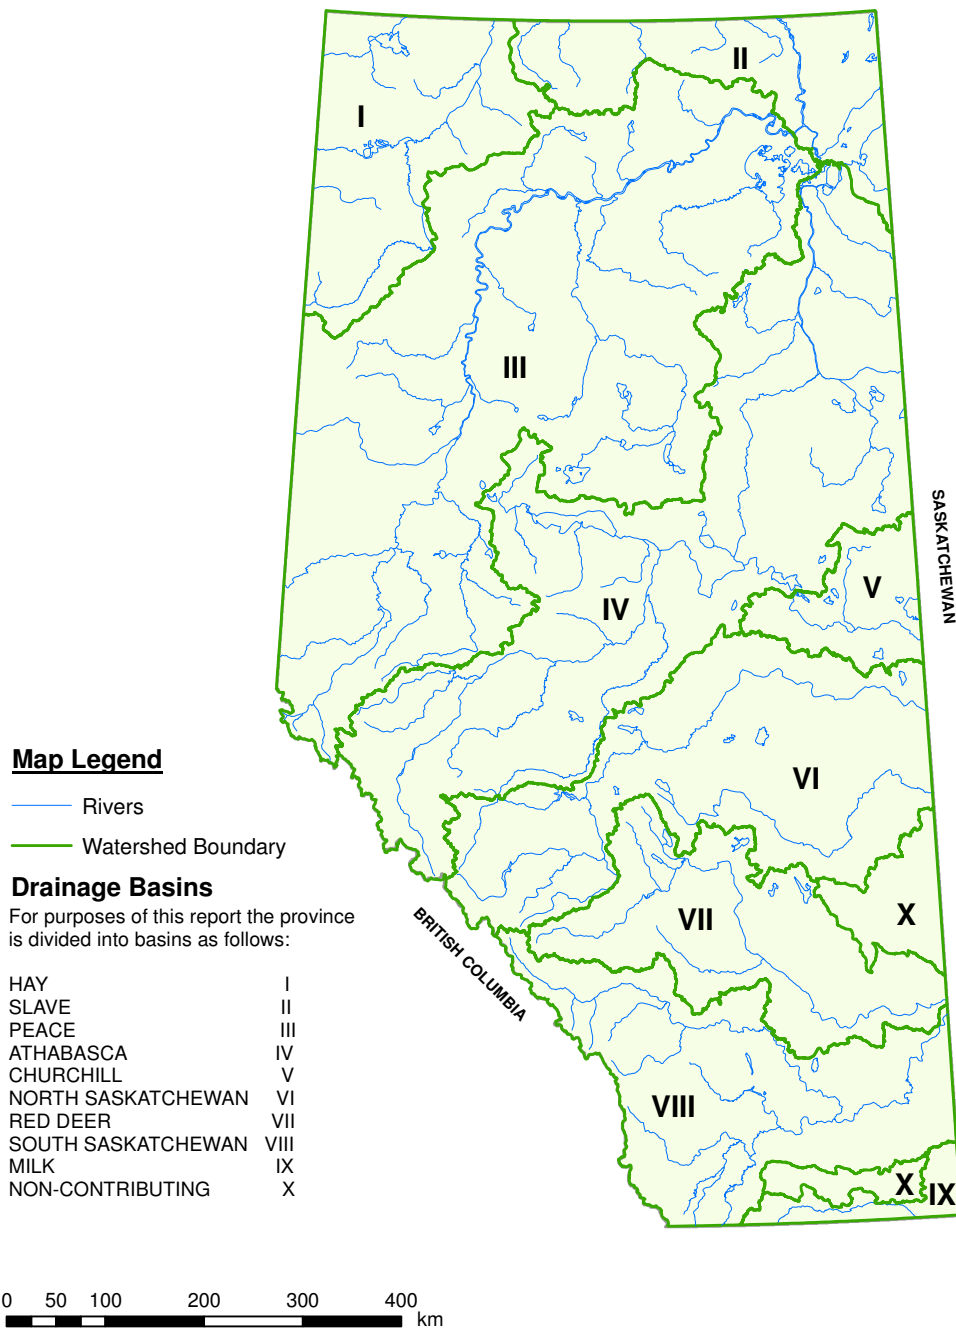 I
II
III
SASKATCHEWAN
V
IV
Map Legend
VI
Rivers
Watershed Boundary
Drainage Basins
For purposes of this report the province
is divided into basins as follows:
BRITISH COLUMBIA
VII
X
HAY I
SLAVE II
PEACE III
ATHABASCA IV
CHURCHILL V
NORTH SASKATCHEWAN VI
RED DEER VII
SOUTH SASKATCHEWAN VIII
MILK IX
NON-CONTRIBUTING X
VIII
X
IX
0 50 100 200 300 400
km